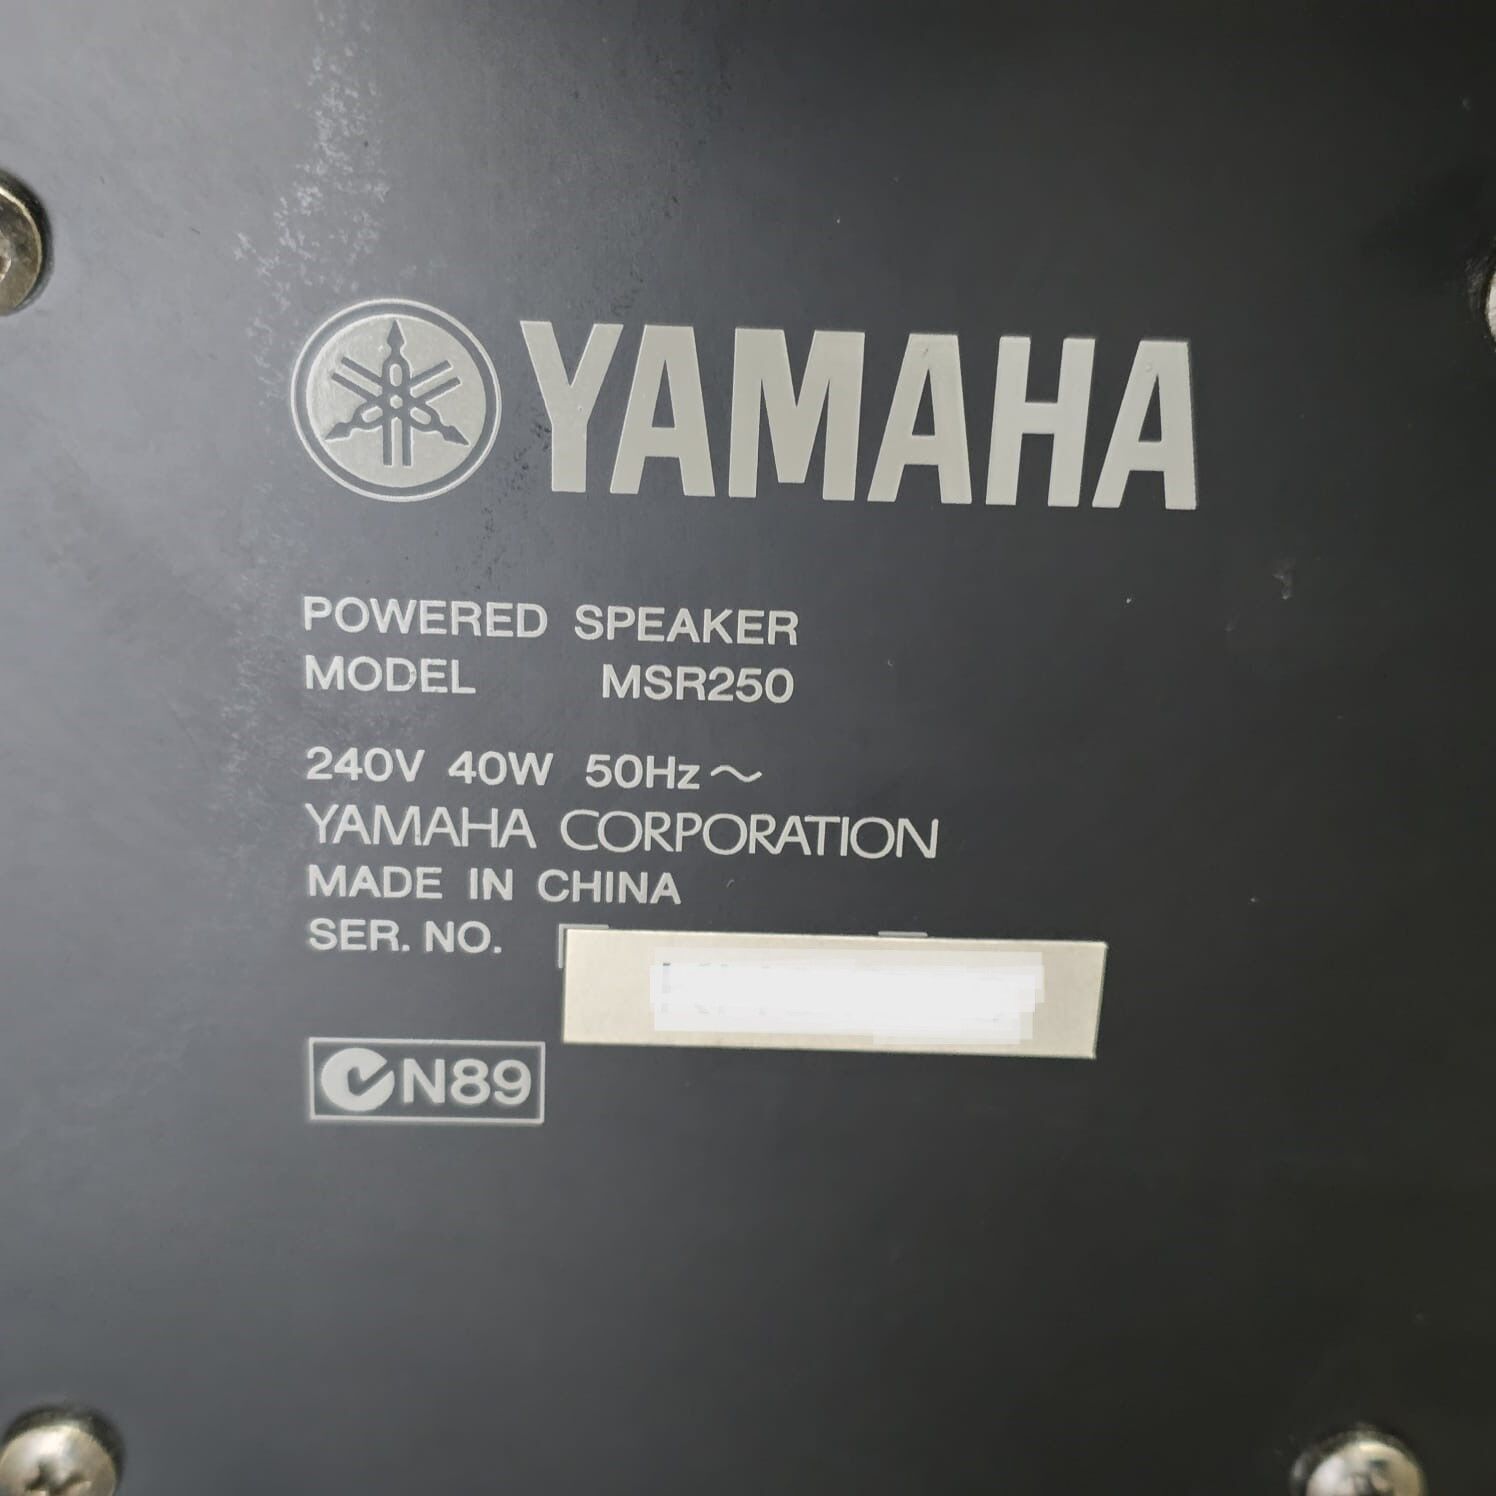 YAMAHA
POWERED SPEAKER
MODEL MSR250
240V 40W 50Hz ～
YAMAHA CORPORATION
MADE IN CHINA
SER. NO.
N89